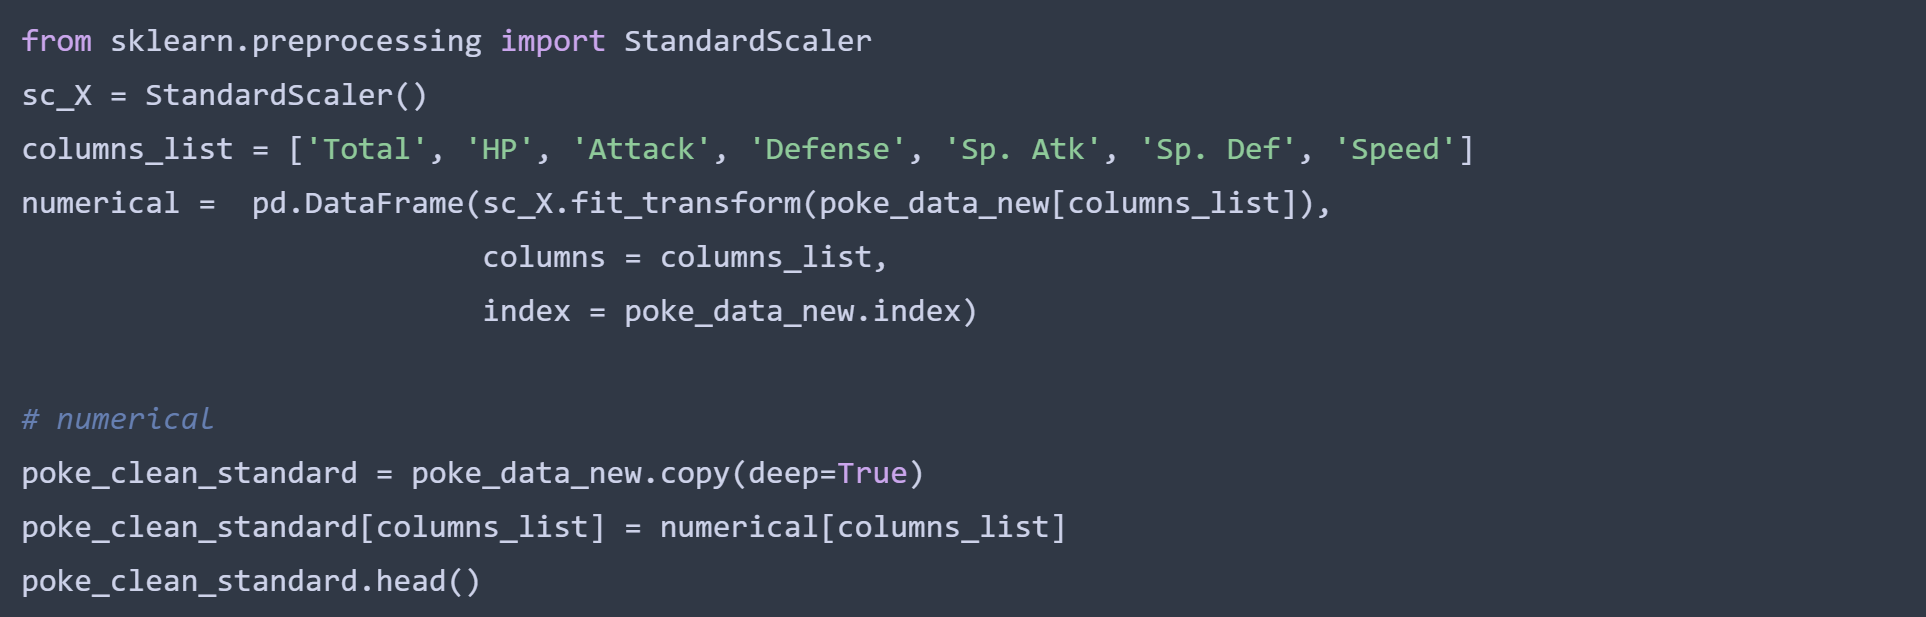 from sklearn.preprocessing import StandardScaler
sc_X = StandardScaler()
columns_list = ['Total', 'HP', 'Attack', 'Defense', 'Sp. Atk', 'Sp. Def', 'Speed']
numerical =  pd.DataFrame(sc_X.fit_transform(poke_data_new[columns_list]),
                          columns = columns_list,
                          index = poke_data_new.index)

# numerical
poke_clean_standard = poke_data_new.copy(deep=True)
poke_clean_standard[columns_list] = numerical[columns_list]
poke_clean_standard.head()